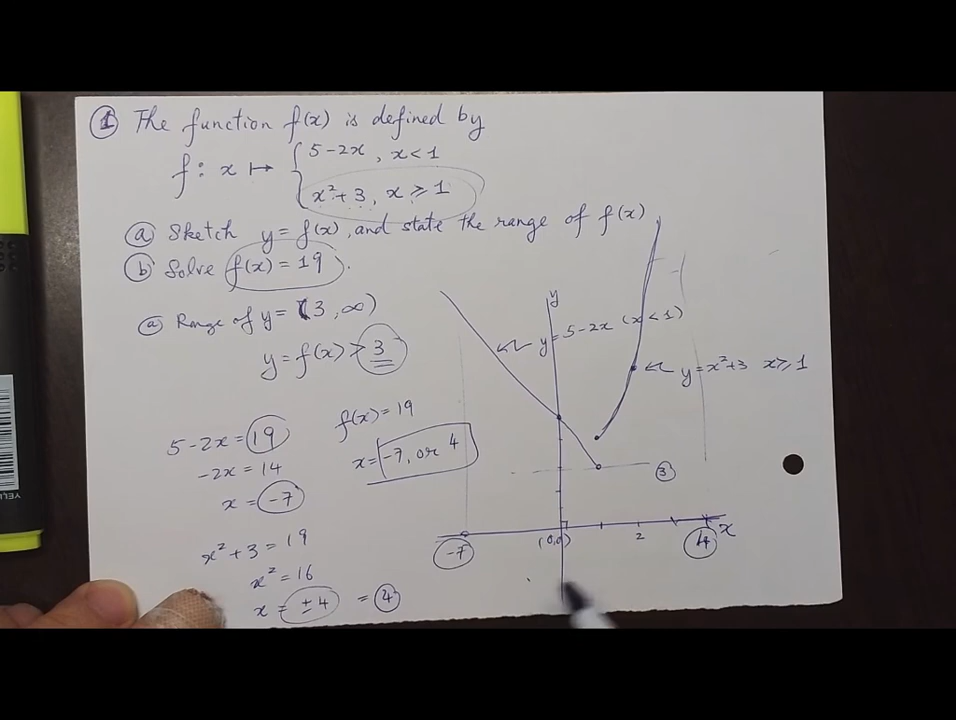 ① The function f(x) is defined by
f: x ↦ { 5-2x, x<1
x²+3, x⩾1
ⓐ Sketch y=f(x), and state the range of f(x)
ⓑ Solve f(x)=19.
ⓐ Range of y = (3, ∞)
y=f(x) > 3
5-2x=19
-2x=14
x = -7
x²+3=19
x²=16
x = ±4 = 4
f(x)=19
x= -7, or 4
y
y=5-2x (x<1)
y=x²+3 x⩾1
3
-7
(0,0)
2
4
x